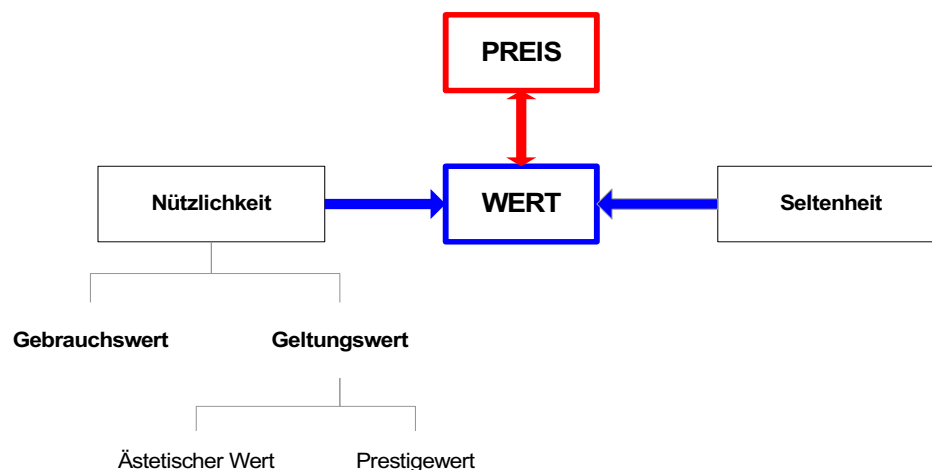 PREIS
Nützlichkeit
WERT
Seltenheit
Gebrauchswert
Geltungswert
Ästetischer Wert
Prestigewert